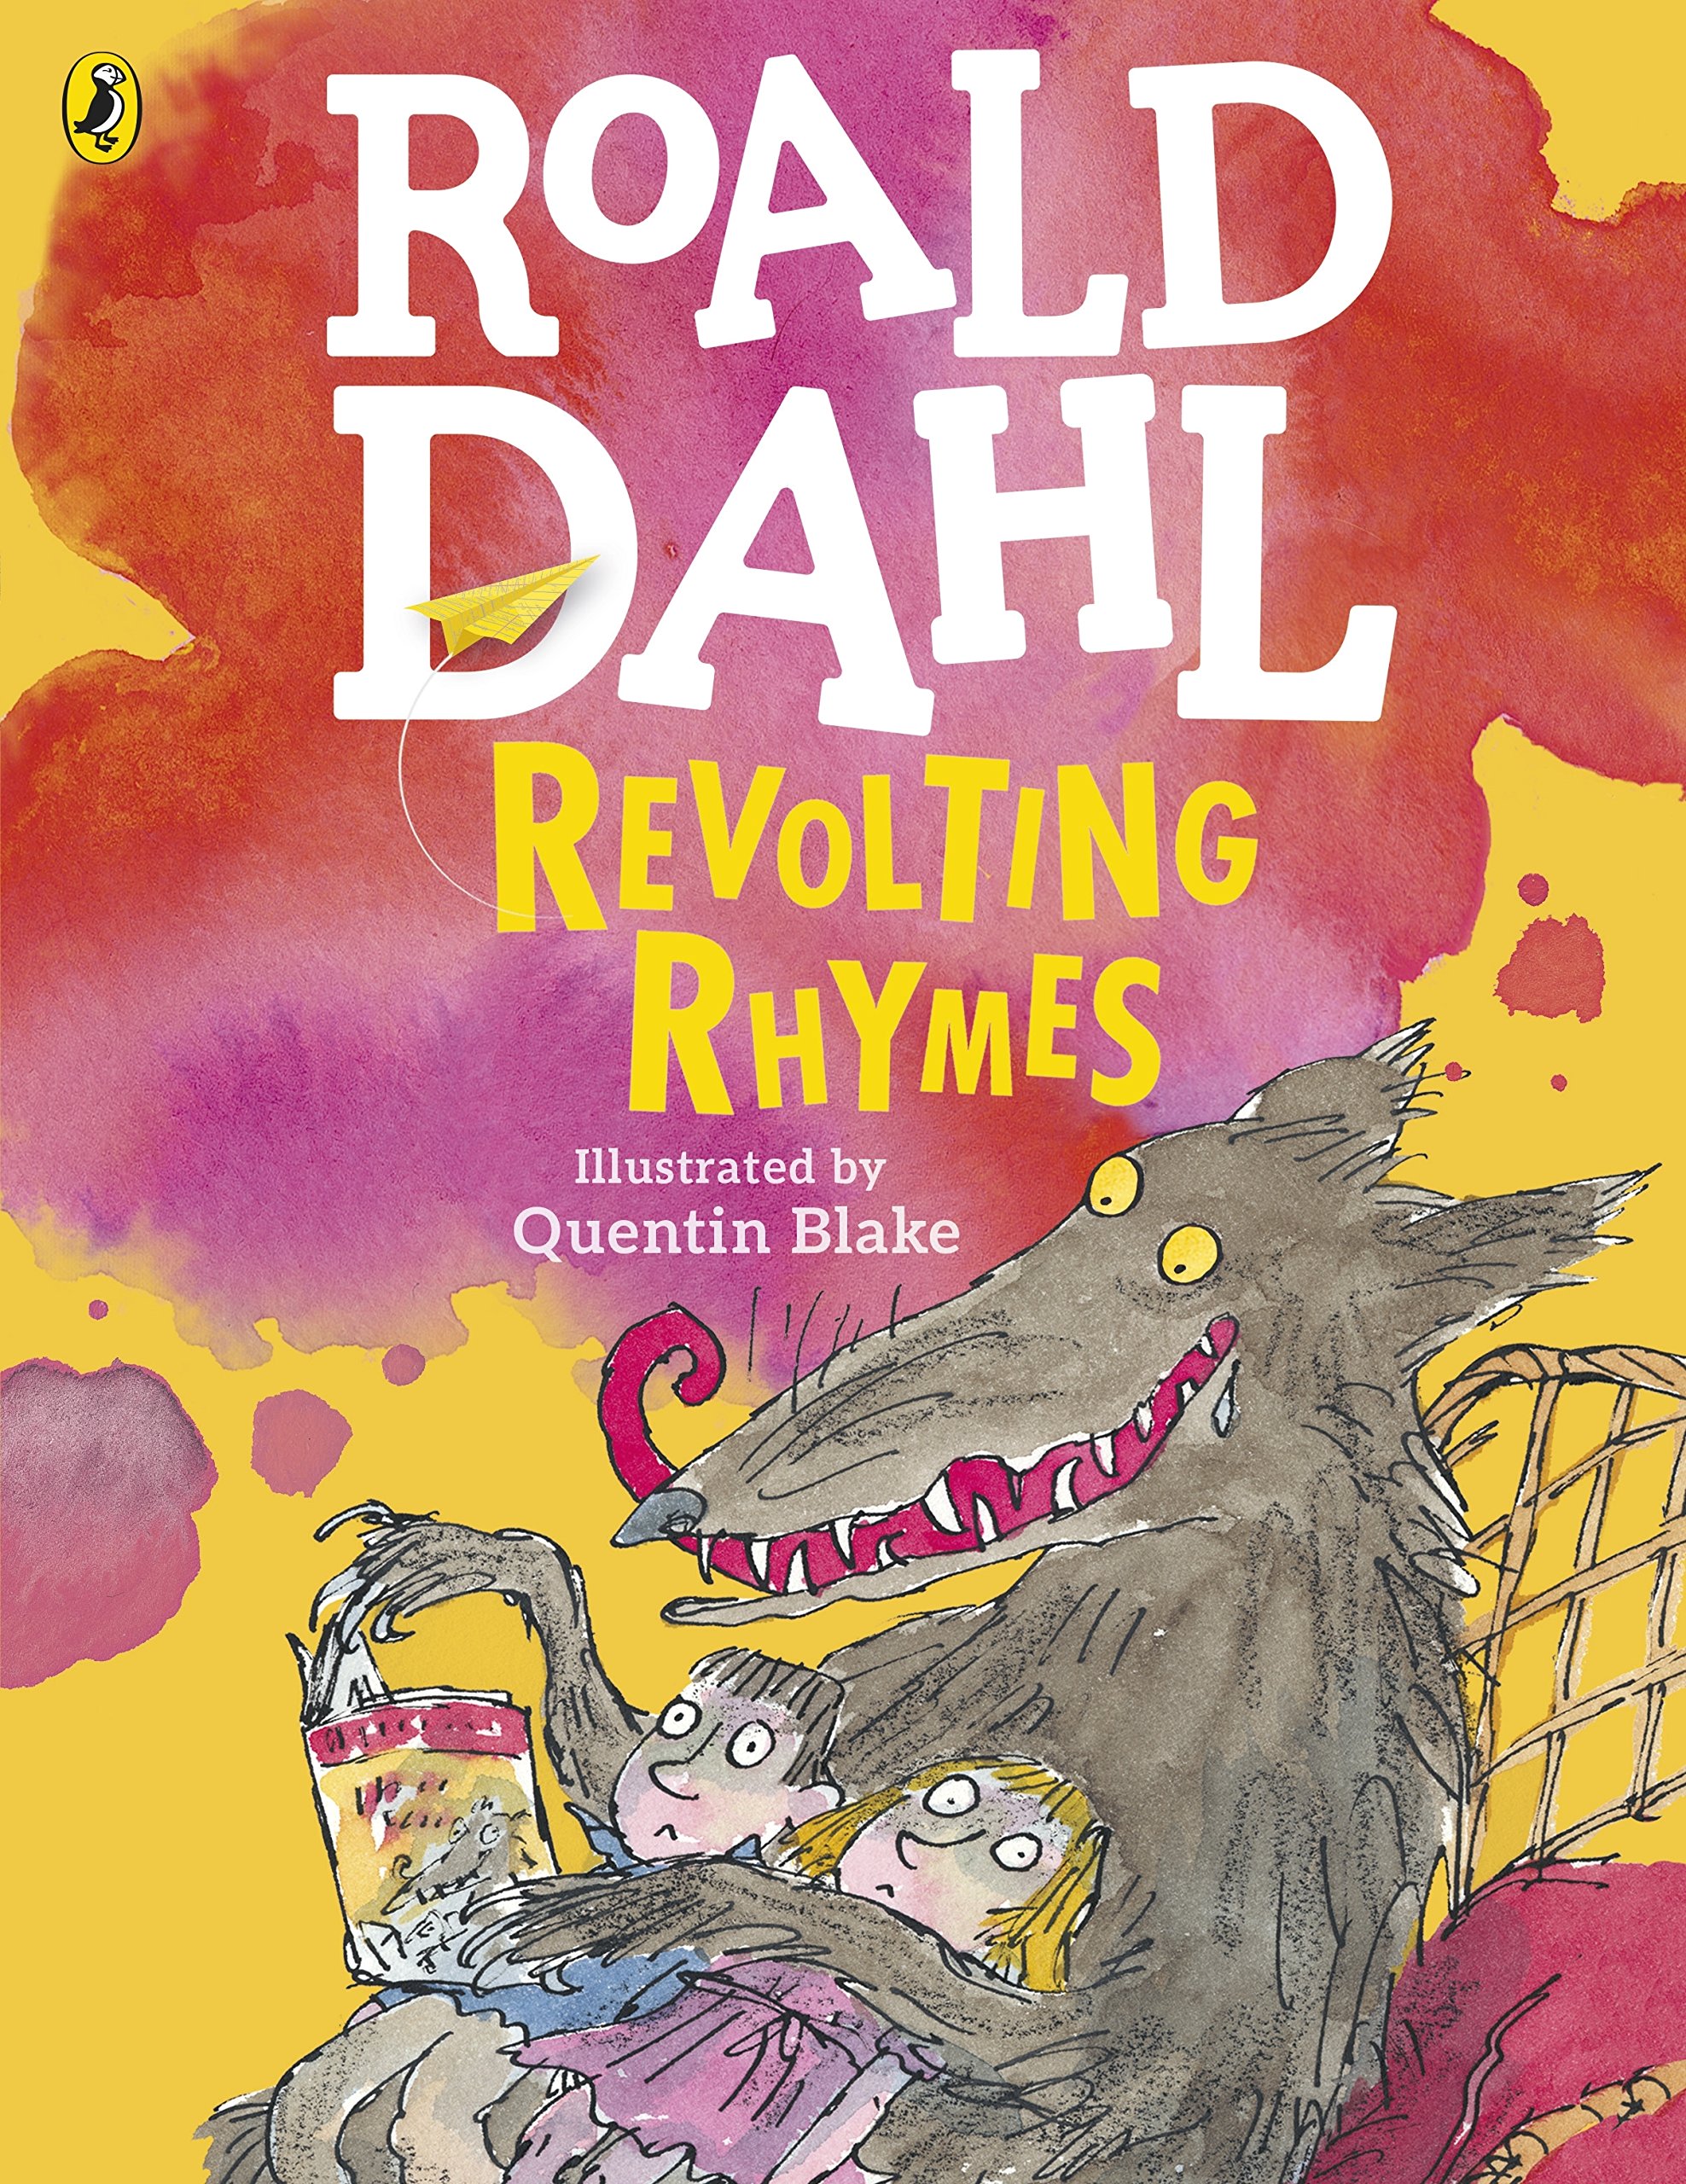 ROALD
DAHL
REVOLTING
RHYMES
Illustrated by
Quentin Blake